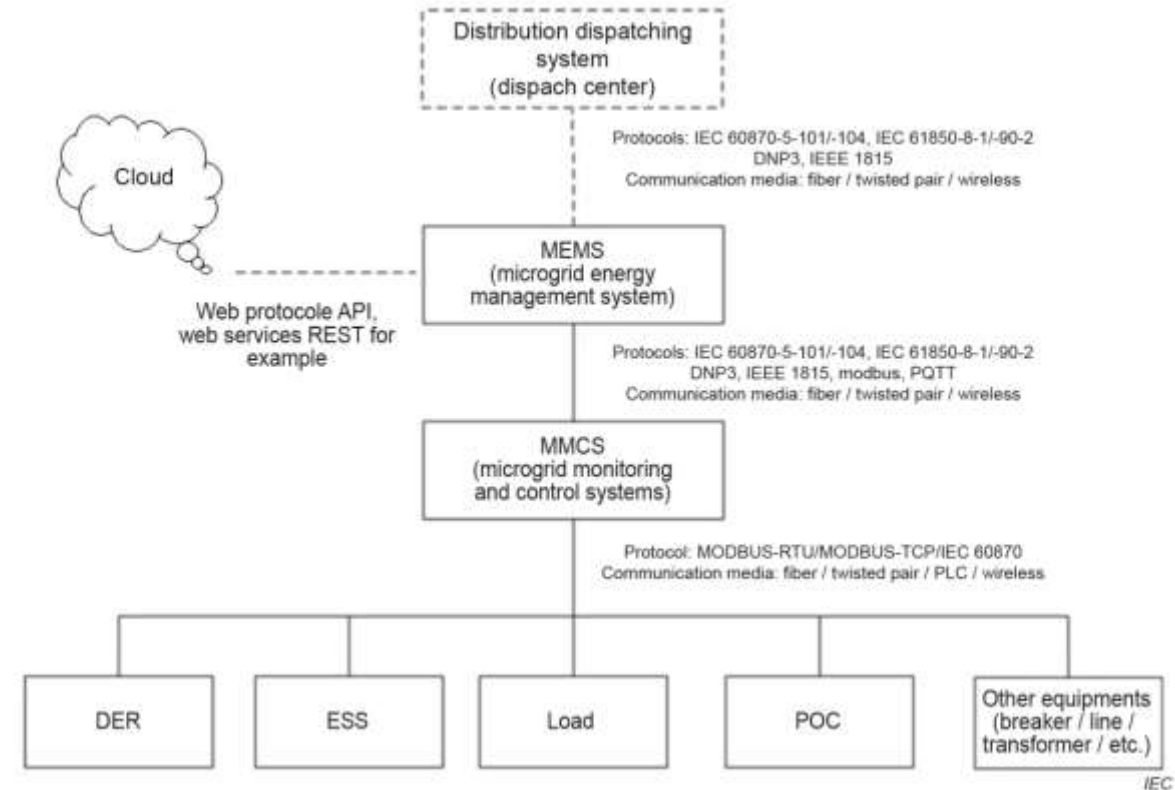 Distribution dispatching
system
(dispach center)
Protocols: IEC 60870-5-101/-104, IEC 61850-8-1/-90-2
DNP3, IEEE 1815
Communication media: fiber / twisted pair / wireless
Cloud
MEMS
(microgrid energy
management system)
Web protocole API,
web services REST for
example
Protocols: IEC 60870-5-101/-104, IEC 61850-8-1/-90-2
DNP3, IEEE 1815, modbus, PQTT
Communication media: fiber / twisted pair / wireless
MMCS
(microgrid monitoring
and control systems)
Protocol: MODBUS-RTU/MODBUS-TCP/IEC 60870
Communication media: fiber / twisted pair / PLC / wireless
DER
ESS
Load
POC
Other equipments
(breaker / line /
transformer / etc.)
IEC